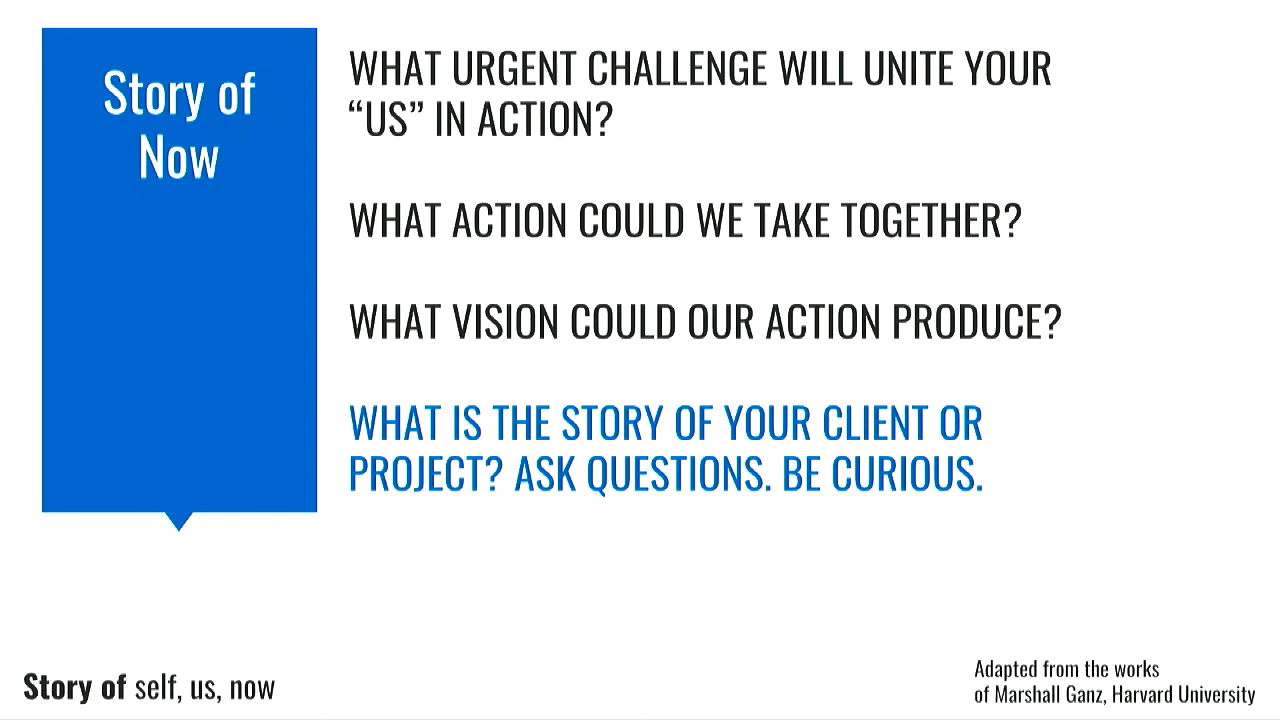 Story of
Now
WHAT URGENT CHALLENGE WILL UNITE YOUR
“US” IN ACTION?
WHAT ACTION COULD WE TAKE TOGETHER?
WHAT VISION COULD OUR ACTION PRODUCE?
WHAT IS THE STORY OF YOUR CLIENT OR
PROJECT? ASK QUESTIONS. BE CURIOUS.
Story of self, us, now
Adapted from the works
of Marshall Ganz, Harvard University